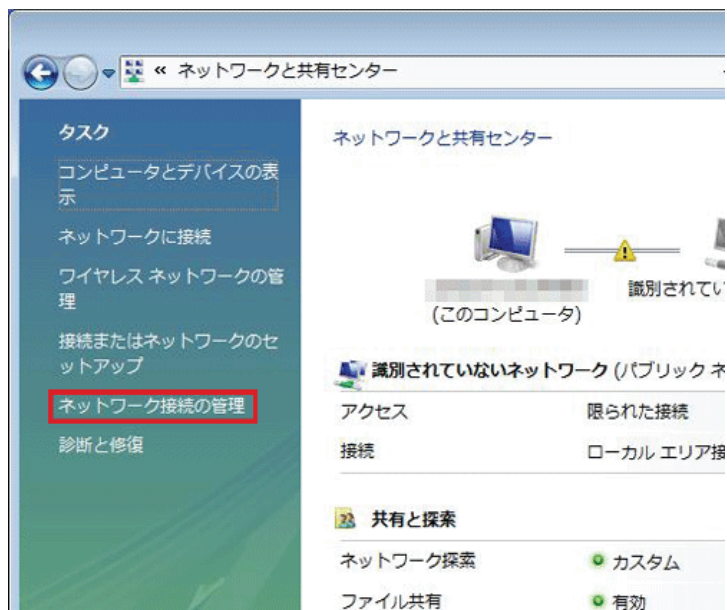 « ネットワークと共有センター
タスク
コンピュータとデバイスの表
示
ネットワークに接続
ワイヤレス ネットワークの管
理
接続またはネットワークのセ
ットアップ
ネットワーク接続の管理
診断と修復
ネットワークと共有センター
(このコンピュータ)
識別されてい
識別されていないネットワーク (パブリック ネ
アクセス 限られた接続
接続 ローカル エリア接
共有と探索
ネットワーク探索 カスタム
ファイル共有 有効